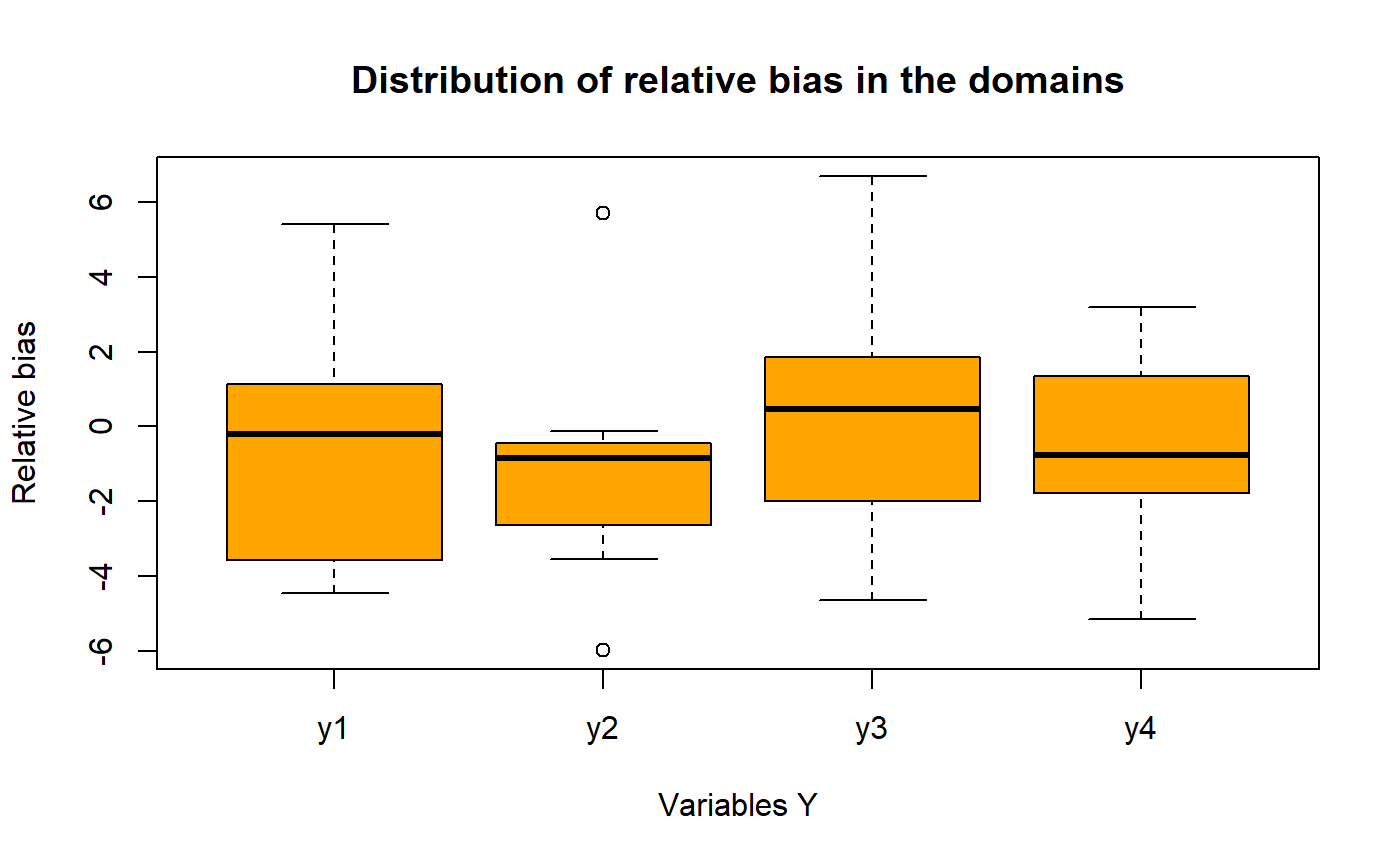 Distribution of relative bias in the domains
Relative bias
6
4
2
0
-2
-4
-6
y1 y2 y3 y4
Variables Y